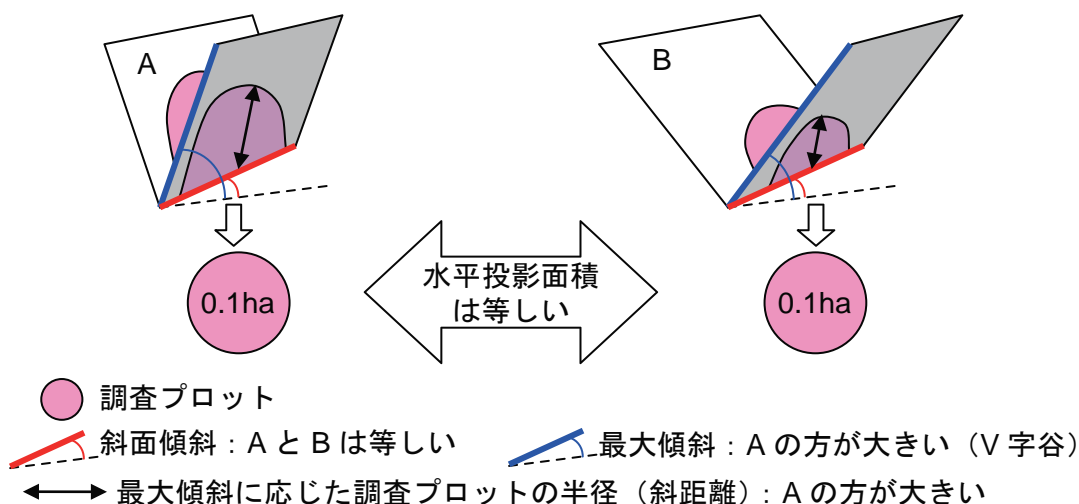 A
B
0.1ha
水平投影面積
は等しい
0.1ha
調査プロット
斜面傾斜：A と B は等しい
最大傾斜：A の方が大きい（V 字谷）
最大傾斜に応じた調査プロットの半径（斜距離）：A の方が大きい